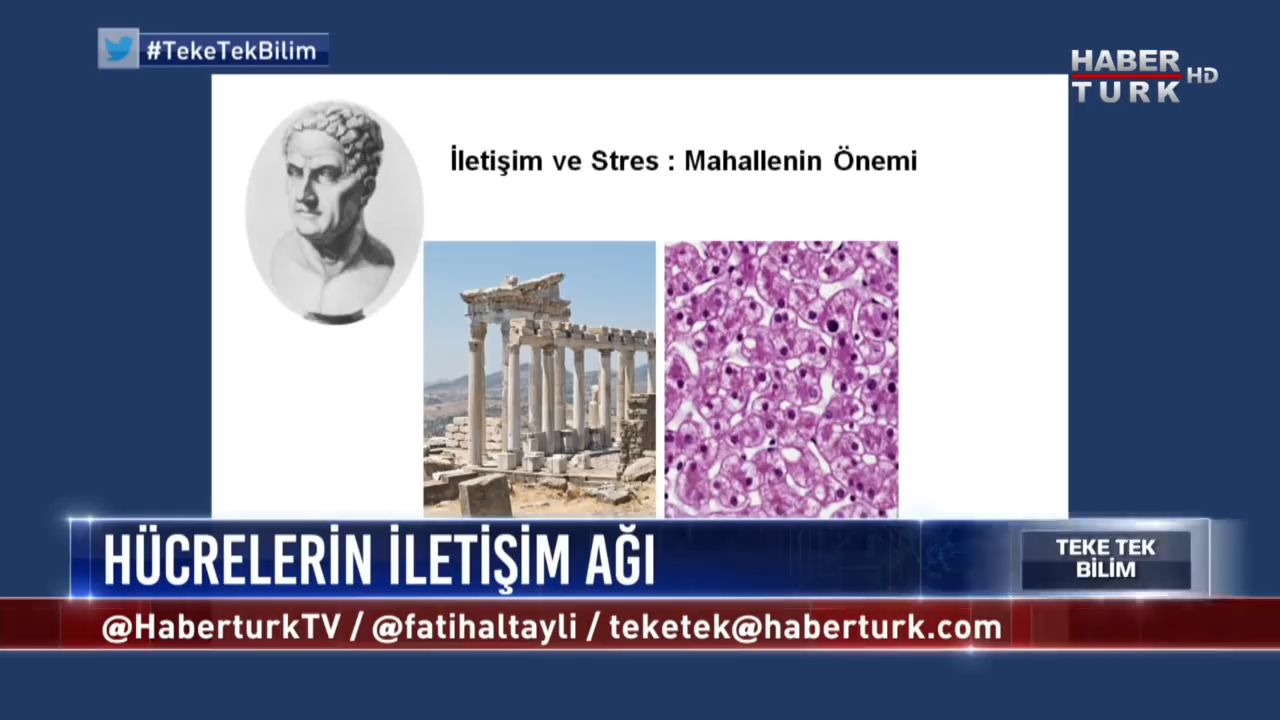 #TekeTekBilim
HABER
TURK HD
İletişim ve Stres : Mahallenin Önemi
HÜCRELERİN İLETİŞİM AĞI
TEKE TEK
BİLİM
@HaberturkTV / @fatihaltayli / teketek@haberturk.com